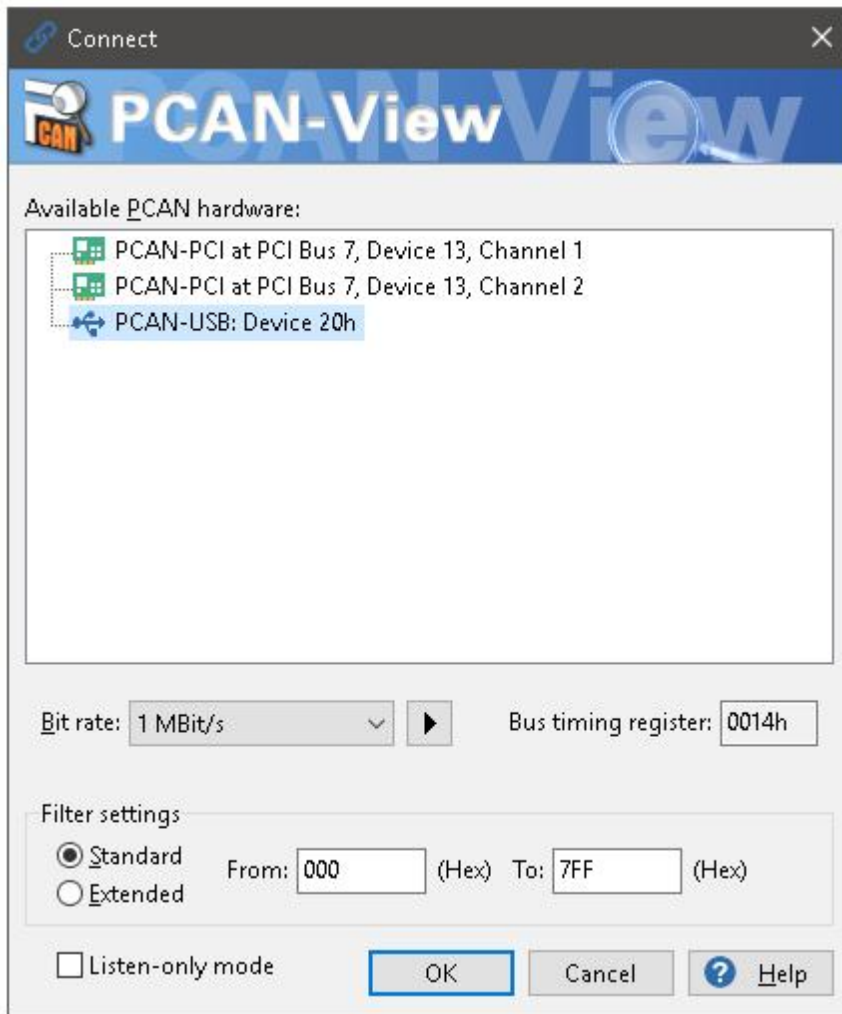 Connect
PCAN-View
Available PCAN hardware:
PCAN-PCI at PCI Bus 7, Device 13, Channel 1
PCAN-PCI at PCI Bus 7, Device 13, Channel 2
PCAN-USB: Device 20h
Bit rate: 1 MBit/s Bus timing register: 0014h
Filter settings
Standard From: 000 (Hex) To: 7FF (Hex)
Extended
Listen-only mode OK Cancel Help